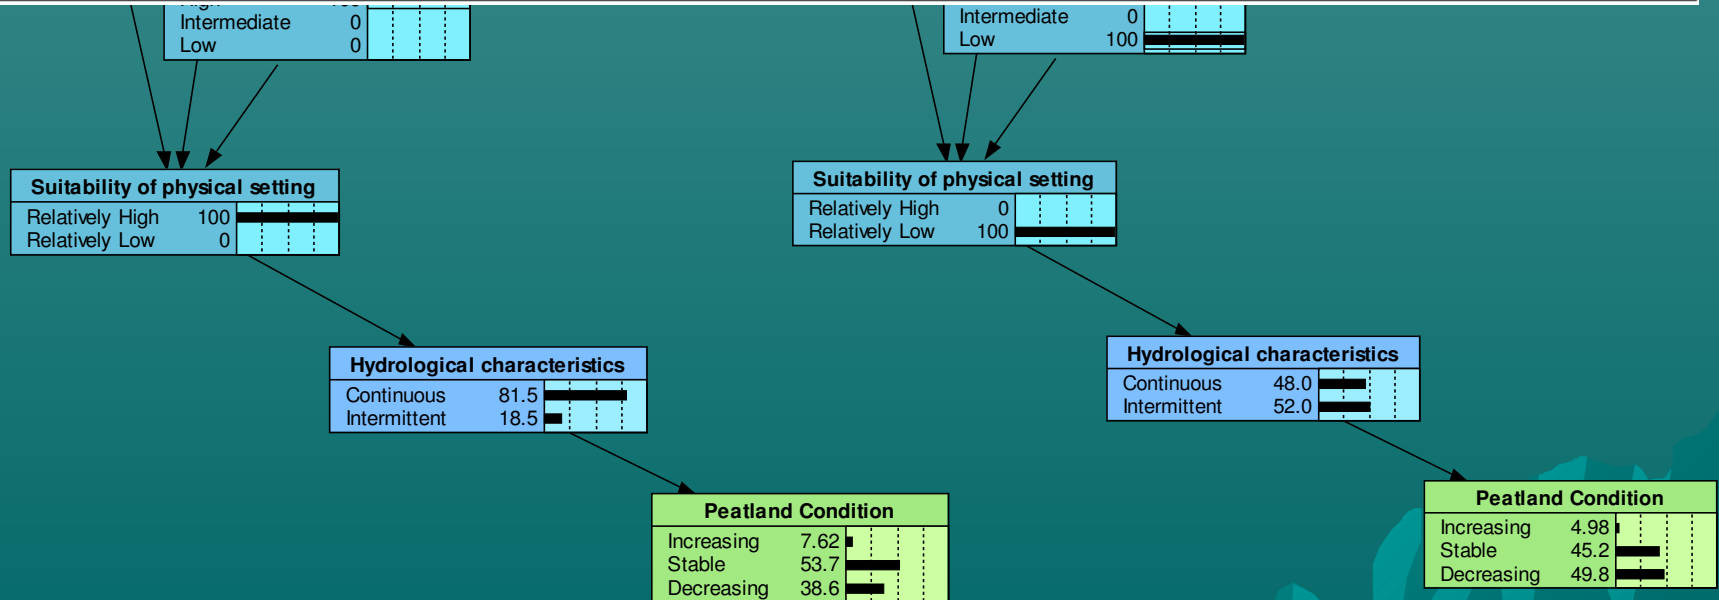 Intermediate 0
Low 0
Intermediate 0
Low 100
Suitability of physical setting
Relatively High 100
Relatively Low 0
Suitability of physical setting
Relatively High 0
Relatively Low 100
Hydrological characteristics
Continuous 81.5
Intermittent 18.5
Hydrological characteristics
Continuous 48.0
Intermittent 52.0
Peatland Condition
Increasing 7.62
Stable 53.7
Decreasing 38.6
Peatland Condition
Increasing 4.98
Stable 45.2
Decreasing 49.8